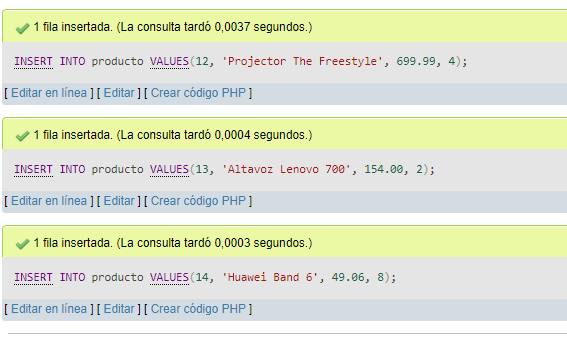 1 fila insertada. (La consulta tardó 0,0037 segundos.)
INSERT INTO producto VALUES(12, 'Projector The Freestyle', 699.99, 4);
[ Editar en línea ] [ Editar ] [ Crear código PHP ]
1 fila insertada. (La consulta tardó 0,0004 segundos.)
INSERT INTO producto VALUES(13, 'Altavoz Lenovo 700', 154.00, 2);
[ Editar en línea ] [ Editar ] [ Crear código PHP ]
1 fila insertada. (La consulta tardó 0,0003 segundos.)
INSERT INTO producto VALUES(14, 'Huawei Band 6', 49.06, 8);
[ Editar en línea ] [ Editar ] [ Crear código PHP ]